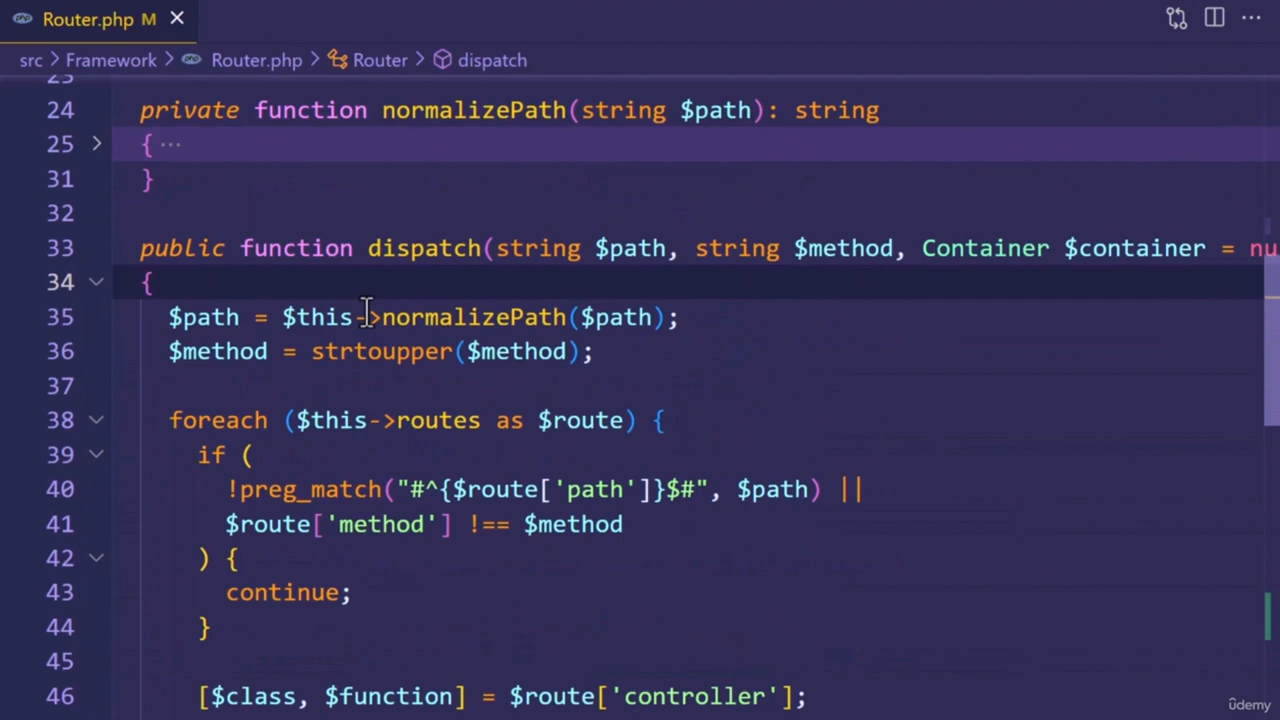 Router.php M
src > Framework > Router.php > Router > dispatch
23
24 private function normalizePath(string $path): string
25 { ...
31 }
32
33 public function dispatch(string $path, string $method, Container $container = nu
34 {
35 $path = $this->normalizePath($path);
36 $method = strtoupper($method);
37
38 foreach ($this->routes as $route) {
39 if (
40 !preg_match("#^{$route['path']}$#", $path) ||
41 $route['method'] !== $method
42 ) {
43 continue;
44 }
45
46 [$class, $function] = $route['controller'];
ûdemy